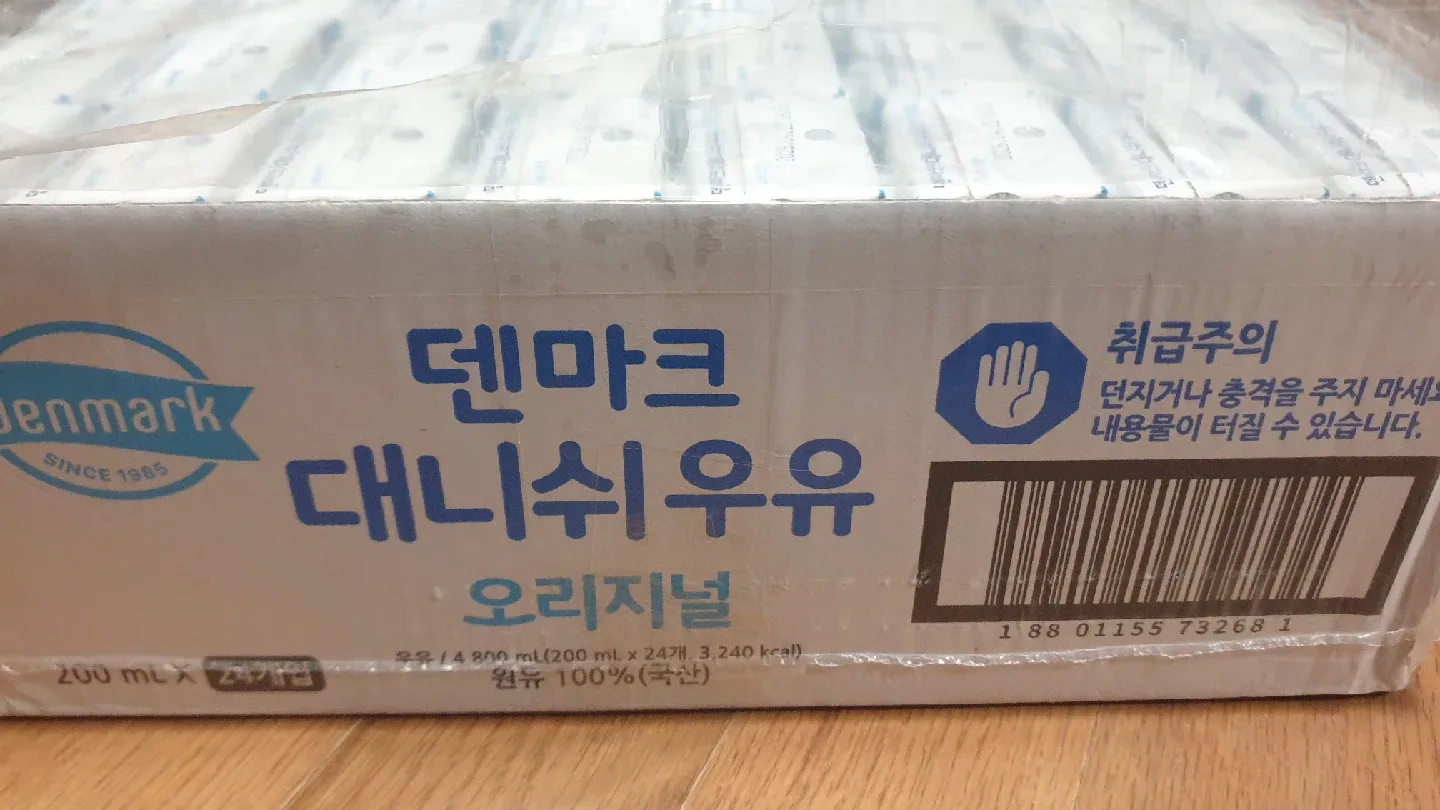 denmark
SINCE 1985
덴마크
대니쉬우유
오리지널
우유 / 4,800 mL(200 mL x 24개, 3,240 kcal)
원유 100%(국산)
200 mL X 24개입
취급주의
던지거나 충격을 주지 마세요
내용물이 터질 수 있습니다.
1 88 01155 73268 1